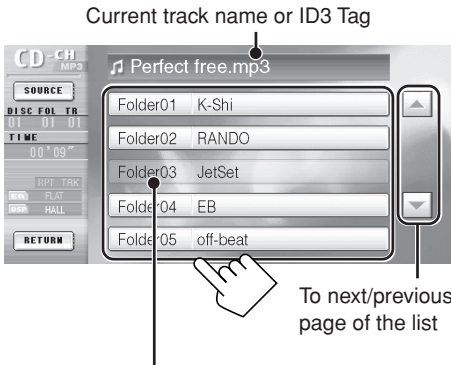 Current track name or ID3 Tag
CD-CH
MP3
♫ Perfect free.mp3
SOURCE
DISC FOL TR
01 01 01
TIME
00'09"
RPT TRK
EQ FLAT
DSP HALL
RETURN
Folder01 K-Shi
Folder02 RANDO
Folder03 JetSet
Folder04 EB
Folder05 off-beat
To next/previous
page of the list